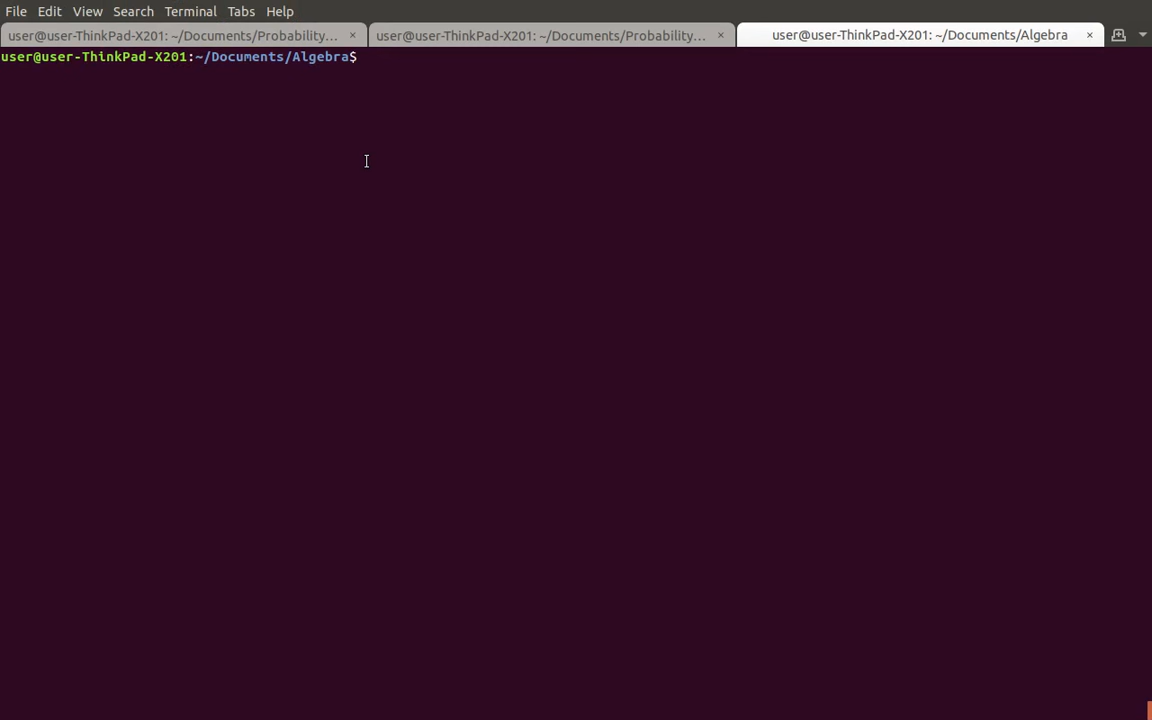 File Edit View Search Terminal Tabs Help
user@user-ThinkPad-X201: ~/Documents/Probability... × user@user-ThinkPad-X201: ~/Documents/Probability... × user@user-ThinkPad-X201: ~/Documents/Algebra ×
user@user-ThinkPad-X201:~/Documents/Algebra$